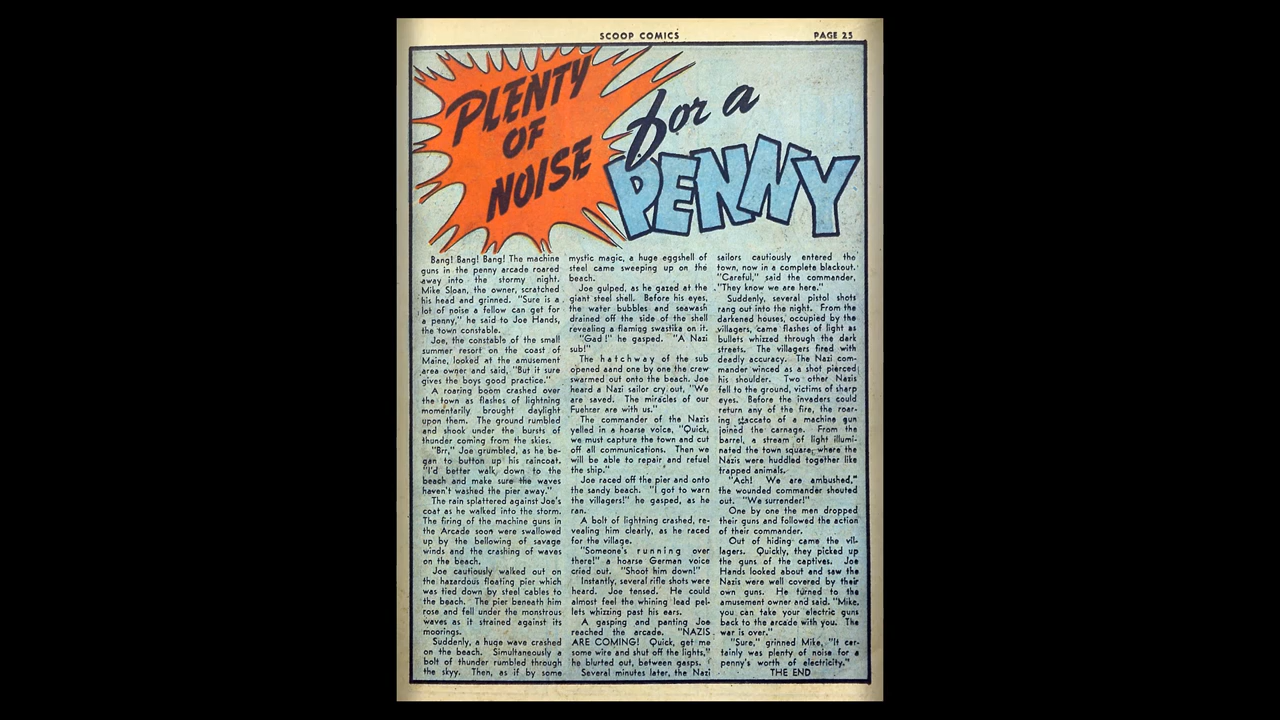 SCOOP COMICS
PAGE 25
PLENTY
OF
NOISE
for a
PENNY
Bang! Bang! Bang! The machine
guns in the penny arcade roared
away into the stormy night.
Mike Sloan, the owner, scratched
his head and grinned. "Sure is a
lot of noise a fellow can get for
a penny," he said to Joe Hands,
the town constable.
Joe, the constable of the small
summer resort on the coast of
Maine, looked at the amusement
area owner and said, "But it sure
gives the boys good practice."
A roaring boom crashed over
the town as flashes of lightning
momentarily brought daylight
upon them. The ground rumbled
and shook under the bursts of
thunder coming from the skies.
"Brr," Joe grumbled, as he be-
gan to button up his raincoat.
"I'd better walk down to the
beach and make sure the waves
haven't washed the pier away."
The rain splattered against Joe's
coat as he walked into the storm.
The firing of the machine guns in
the Arcade soon were swallowed
up by the bellowing of savage
winds and the crashing of waves
on the beach.
Joe cautiously walked out on
the hazardous floating pier which
was tied down by steel cables to
the beach. The pier beneath him
rose and fell under the monstrous
waves as it strained against its
moorings.
Suddenly, a huge wave crashed
on the beach. Simultaneously a
bolt of thunder rumbled through
the skyy. Then, as if by some
mystic magic, a huge eggshell of
steel came sweeping up on the
beach.
Joe gulped, as he gazed at the
giant steel shell. Before his eyes,
the water bubbles and seawash
drained off the side of the shell
revealing a flaming swastika on it.
"Gad!" he gasped. "A Nazi
sub!"
The hatchway of the sub
opened aand one by one the crew
swarmed out onto the beach. Joe
heard a Nazi sailor cry out, "We
are saved. The miracles of our
Fuehrer are with us."
The commander of the Nazis
yelled in a hoarse voice, "Quick,
we must capture the town and cut
off all communications. Then we
will be able to repair and refuel
the ship."
Joe raced off the pier and onto
the sandy beach. "I got to warn
the villagers!" he gasped, as he
ran.
A bolt of lightning crashed, re-
vealing him clearly, as he raced
for the village.
"Someone's running over
there!" a hoarse German voice
cried out. "Shoot him down!"
Instantly, several rifle shots were
heard. Joe tensed. He could
almost feel the whining lead pel-
lets whizzing past his ears.
A gasping and panting Joe
reached the arcade. "NAZIS
ARE COMING! Quick, get me
some wire and shut off the lights,"
he blurted out, between gasps.
Several minutes later, the Nazi
sailors cautiously entered the
town, now in a complete blackout.
"Careful," said the commander,
"They know we are here."
Suddenly, several pistol shots
rang out into the night. From the
darkened houses, occupied by the
villagers, came flashes of light as
bullets whizzed through the dark
streets. The villagers fired with
deadly accuracy. The Nazi com-
mander winced as a shot pierced
his shoulder. Two other Nazis
fell to the ground, victims of sharp
eyes. Before the invaders could
return any of the fire, the roar-
ing staccato of a machine gun
joined the carnage. From the
barrel, a stream of light illumi-
nated the town square, where the
Nazis were huddled together like
trapped animals.
"Ach! We are ambushed,"
the wounded commander shouted
out. "We surrender!"
One by one the men dropped
their guns and followed the action
of their commander.
Out of hiding came the vil-
lagers. Quickly, they picked up
the guns of the captives. Joe
Hands looked about and saw the
Nazis were well covered by their
own guns. He turned to the
amusement owner and said. "Mike,
you can take your electric guns
back to the arcade with you. The
war is over."
"Sure," grinned Mike, "It cer-
tainly was plenty of noise for a
penny's worth of electricity."
THE END